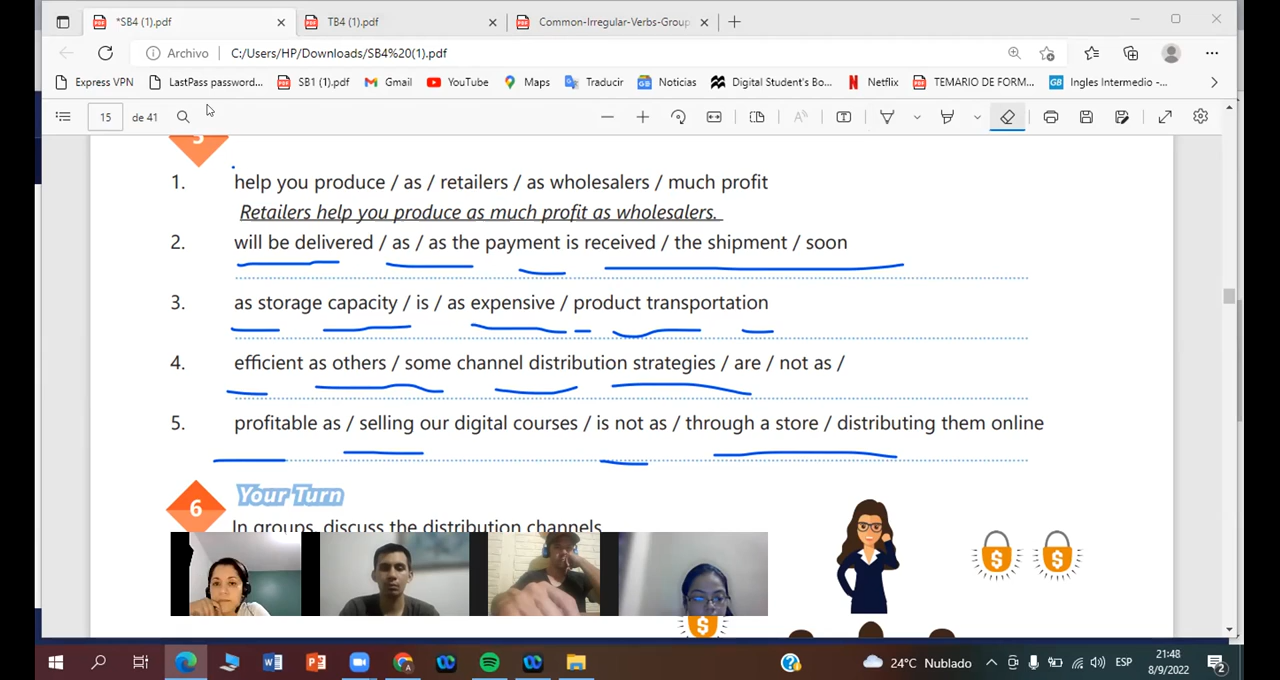 *SB4 (1).pdf
TB4 (1).pdf
Common-Irregular-Verbs-Group
Archivo
C:/Users/HP/Downloads/SB4%20(1).pdf
Express VPN
LastPass password...
SB1 (1).pdf
Gmail
YouTube
Maps
Traducir
Noticias
Digital Student's Bo...
Netflix
TEMARIO DE FORM...
GB Ingles Intermedio -...
15 de 41
5
1. help you produce / as / retailers / as wholesalers / much profit
Retailers help you produce as much profit as wholesalers.
2. will be delivered / as / as the payment is received / the shipment / soon
3. as storage capacity / is / as expensive / product transportation
4. efficient as others / some channel distribution strategies / are / not as /
5. profitable as / selling our digital courses / is not as / through a store / distributing them online
6 Your Turn
In groups, discuss the distribution channels
$ $
$
24°C Nublado
ESP
21:48
8/9/2022
2